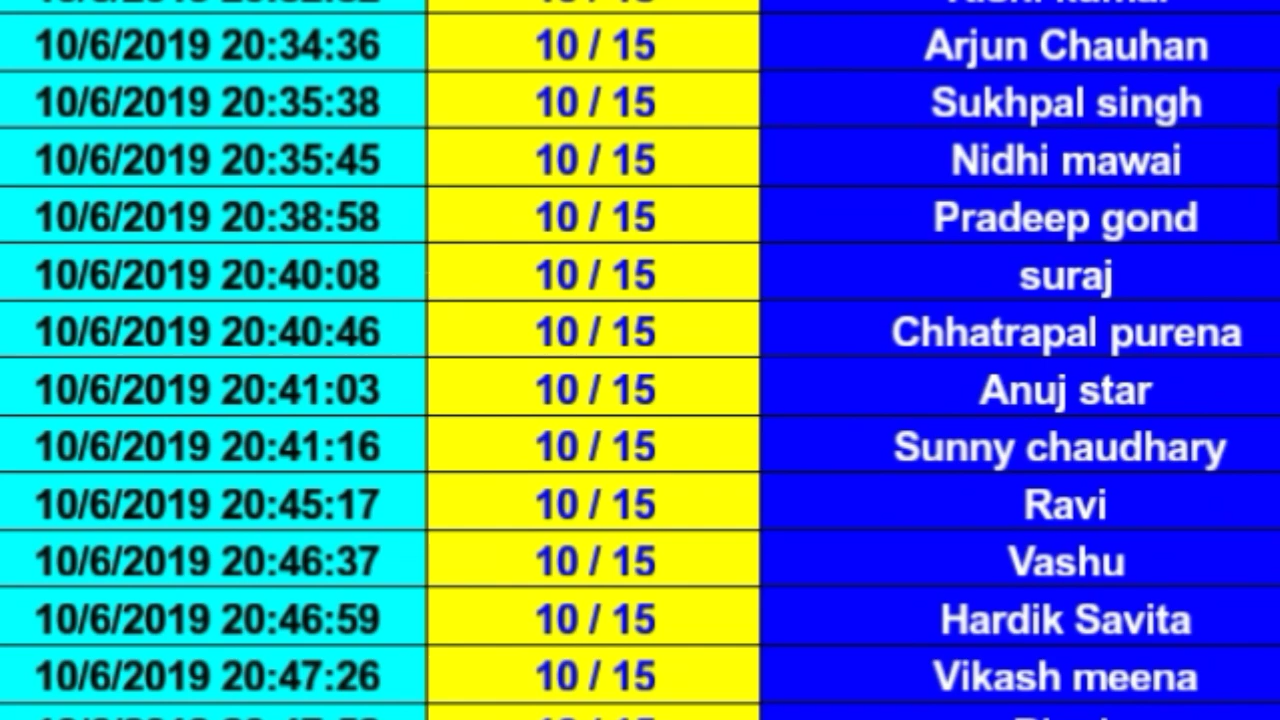 10/6/2019 20:34:36 10 / 15 Arjun Chauhan
10/6/2019 20:35:38 10 / 15 Sukhpal singh
10/6/2019 20:35:45 10 / 15 Nidhi mawai
10/6/2019 20:38:58 10 / 15 Pradeep gond
10/6/2019 20:40:08 10 / 15 suraj
10/6/2019 20:40:46 10 / 15 Chhatrapal purena
10/6/2019 20:41:03 10 / 15 Anuj star
10/6/2019 20:41:16 10 / 15 Sunny chaudhary
10/6/2019 20:45:17 10 / 15 Ravi
10/6/2019 20:46:37 10 / 15 Vashu
10/6/2019 20:46:59 10 / 15 Hardik Savita
10/6/2019 20:47:26 10 / 15 Vikash meena